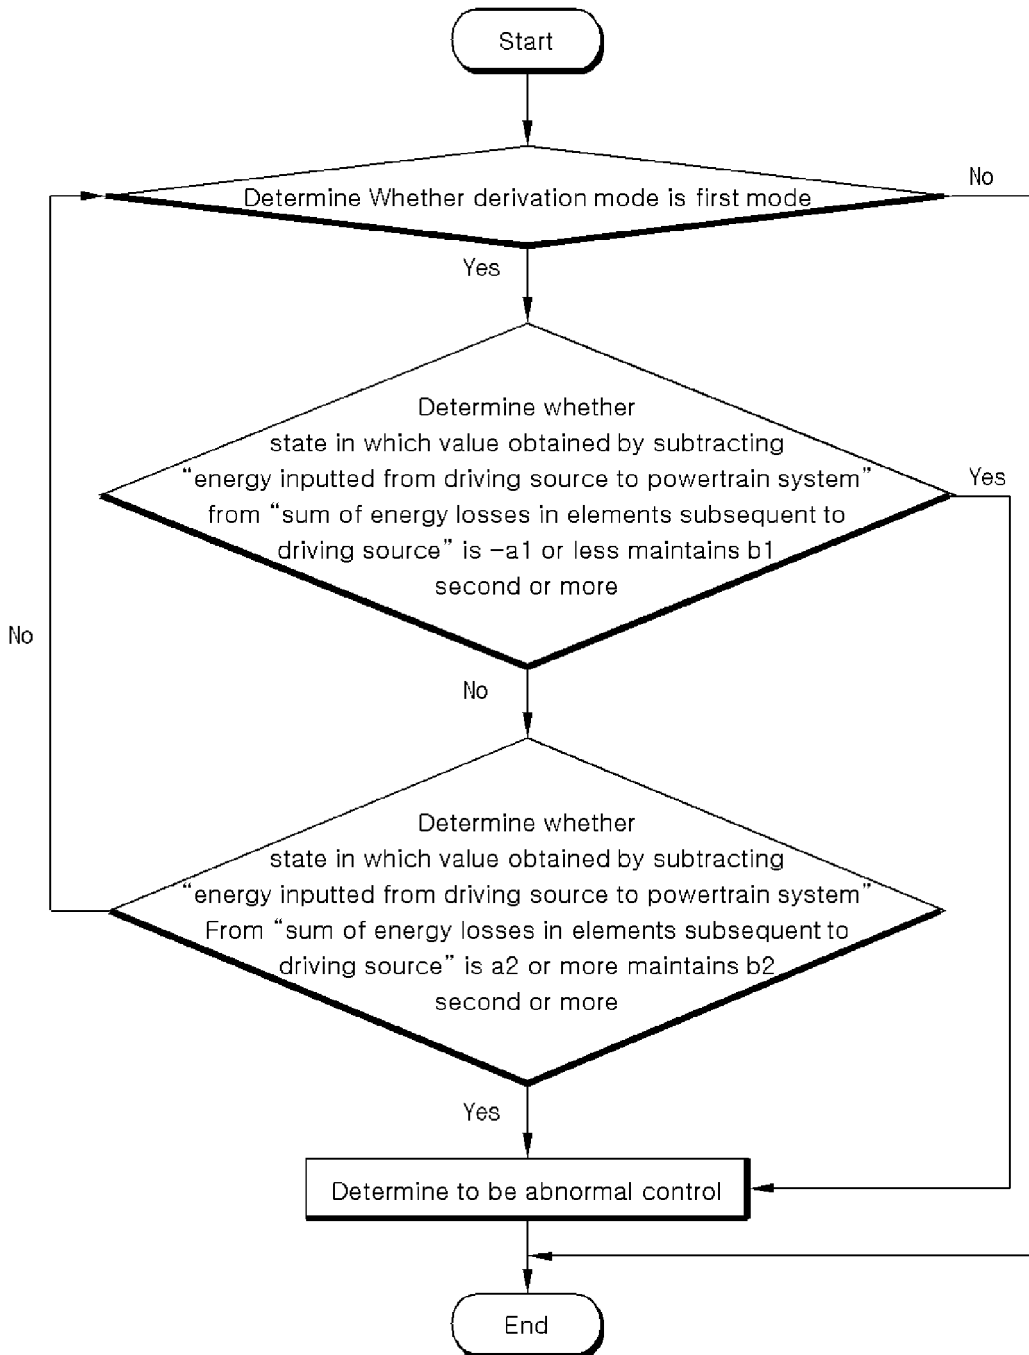 Start
Determine Whether derivation mode is first mode
No
Yes
Determine whether
state in which value obtained by subtracting
“energy inputted from driving source to powertrain system”
from “sum of energy losses in elements subsequent to
driving source” is -a1 or less maintains b1
second or more
Yes
No
No
Determine whether
state in which value obtained by subtracting
“energy inputted from driving source to powertrain system”
From “sum of energy losses in elements subsequent to
driving source” is a2 or more maintains b2
second or more
Yes
Determine to be abnormal control
End